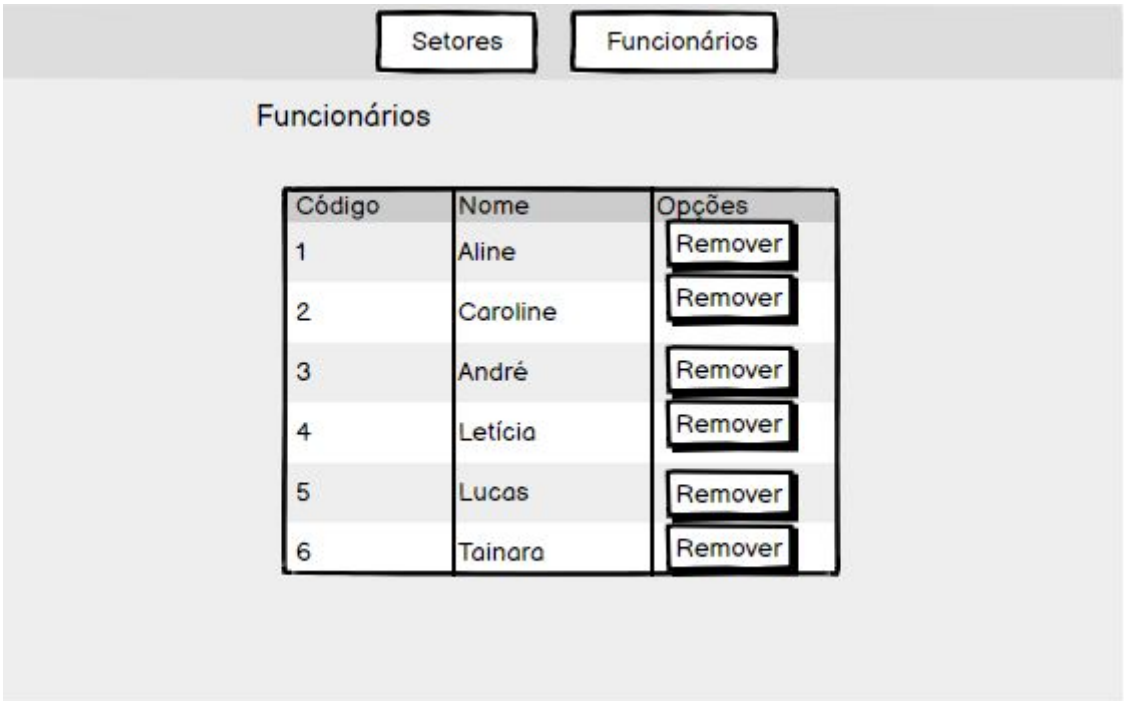 Setores Funcionários
Funcionários
Código Nome Opções
1 Aline Remover
2 Caroline Remover
3 André Remover
4 Letícia Remover
5 Lucas Remover
6 Tainara Remover